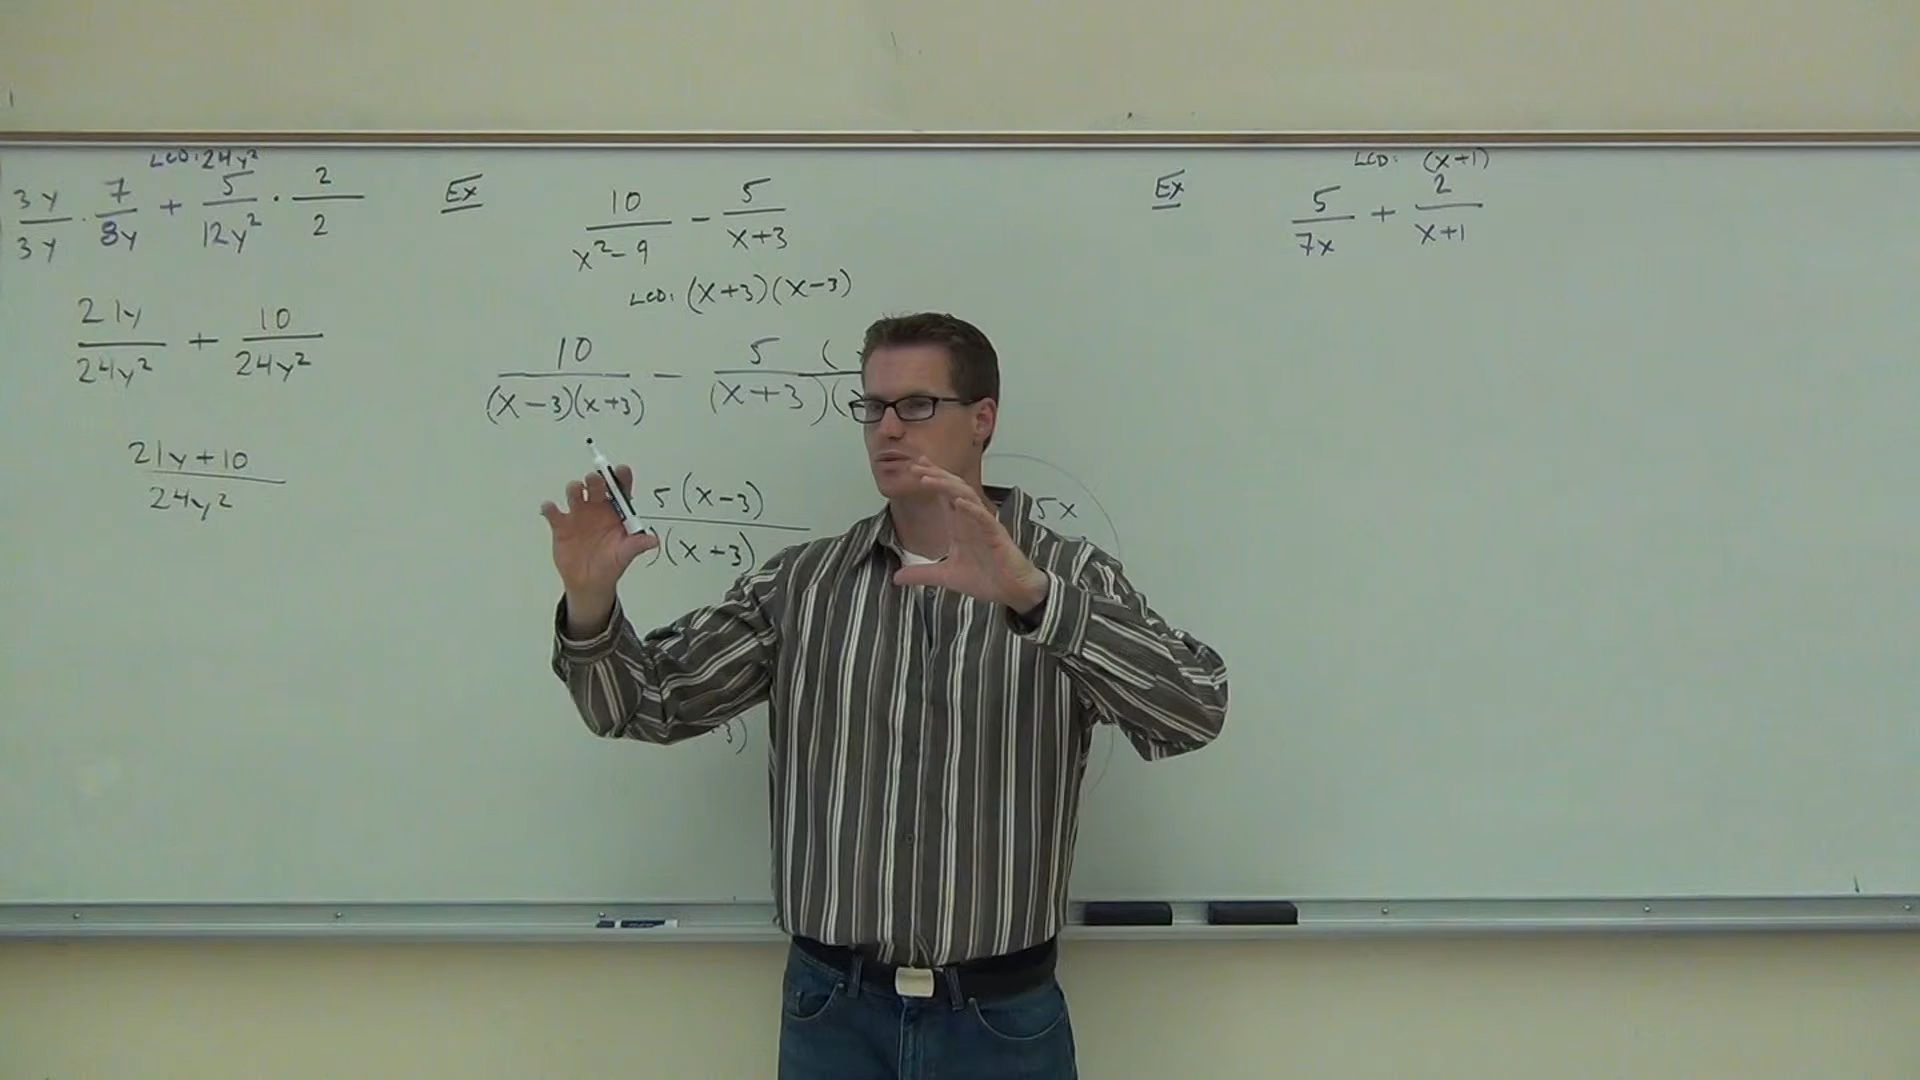 LCD: 24y²
3y/3y · 7/8y + 5/12y² · 2/2
21y/24y² + 10/24y²
21y+10/24y²
Ex
10/x²-9 - 5/x+3
LCD: (x+3)(x-3)
10/(x-3)(x+3) - 5 (/(x+3)(
5(x-3)/)(x+3)
5x
3)
Ex
LCD: (x+1)
5/7x + 2/x+1